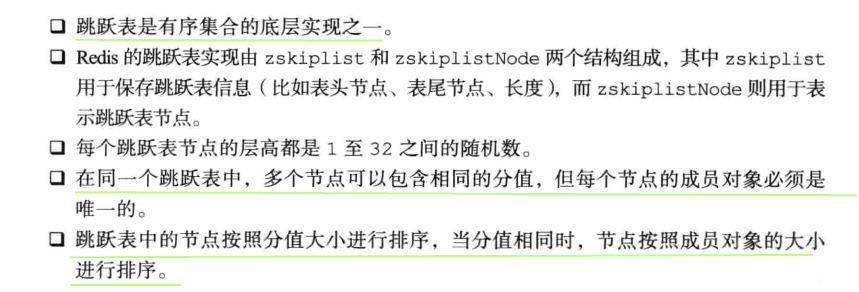 ❑ 跳跃表是有序集合的底层实现之一。
❑ Redis 的跳跃表实现由 zskiplist 和 zskiplistNode 两个结构组成，其中 zskiplist
用于保存跳跃表信息（比如表头节点、表尾节点、长度），而 zskiplistNode 则用于表
示跳跃表节点。
❑ 每个跳跃表节点的层高都是 1 至 32 之间的随机数。
❑ 在同一个跳跃表中，多个节点可以包含相同的分值，但每个节点的成员对象必须是
唯一的。
❑ 跳跃表中的节点按照分值大小进行排序，当分值相同时，节点按照成员对象的大小
进行排序。